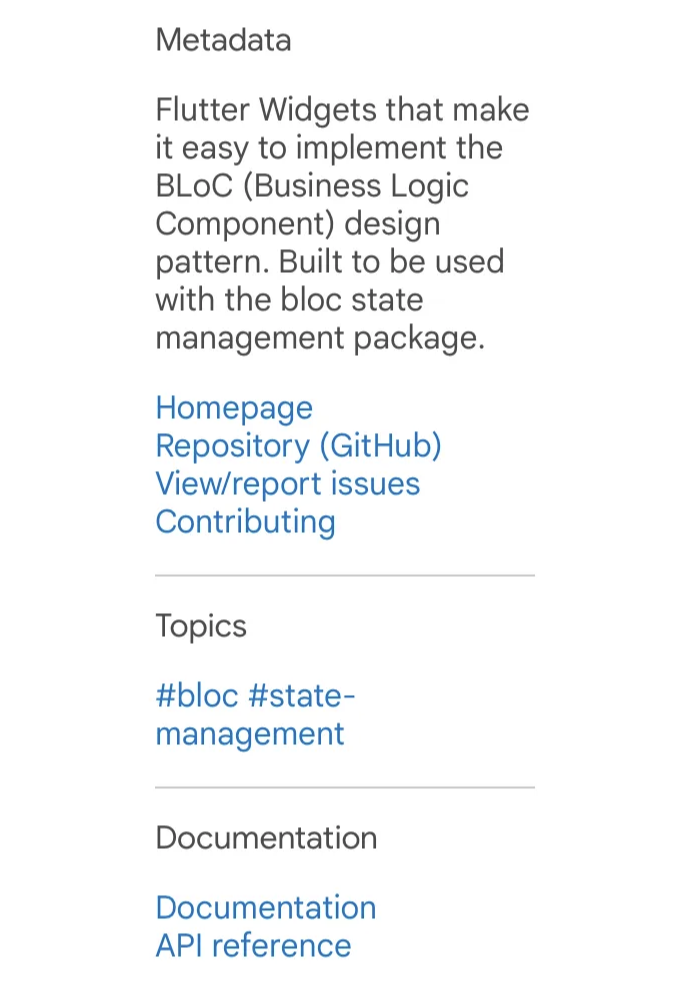 Metadata
Flutter Widgets that make
it easy to implement the
BLoC (Business Logic
Component) design
pattern. Built to be used
with the bloc state
management package.
Homepage
Repository (GitHub)
View/report issues
Contributing
Topics
#bloc #state-
management
Documentation
Documentation
API reference